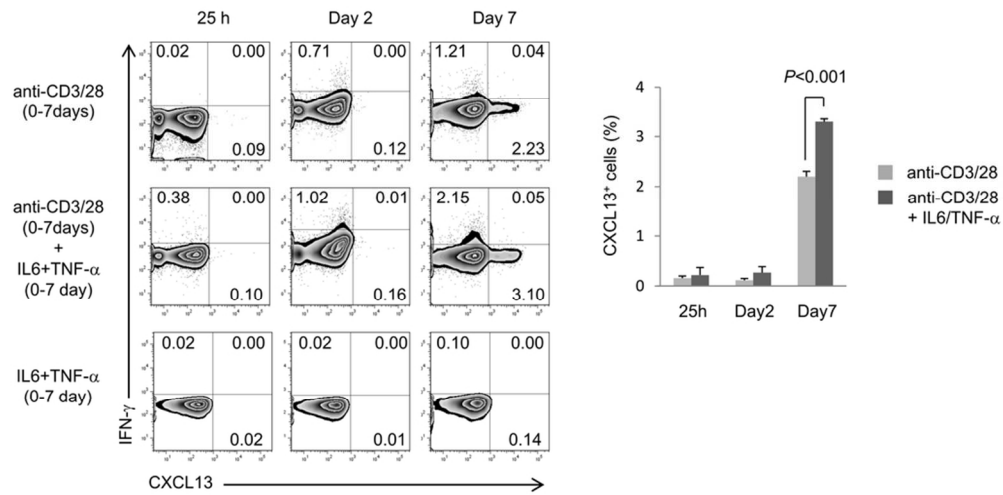 25 h
Day 2
Day 7
anti-CD3/28
(0-7days)
0.02
0.00
0.09
0.71
0.00
0.12
1.21
0.04
2.23
anti-CD3/28
(0-7days)
+
IL6+TNF-α
(0-7 day)
0.38
0.00
0.10
1.02
0.01
0.16
2.15
0.05
3.10
IL6+TNF-α
(0-7 day)
0.02
0.00
0.02
0.02
0.00
0.01
0.10
0.00
0.14
IFN-γ
CXCL13
P<0.001
CXCL13⁺ cells (%)
4
3
2
1
0
25h
Day2
Day7
anti-CD3/28
anti-CD3/28
+ IL6/TNF-α